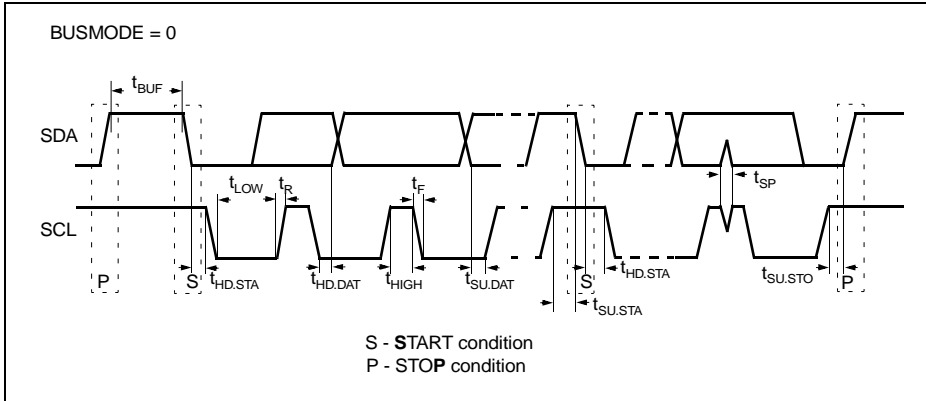 BUSMODE = 0
tBUF
SDA
tLOW
tR
tF
tSP
SCL
P
S
tHD.STA
tHD.DAT
tHIGH
tSU.DAT
S
tHD.STA
tSU.STA
tSU.STO
P
S - START condition
P - STOP condition